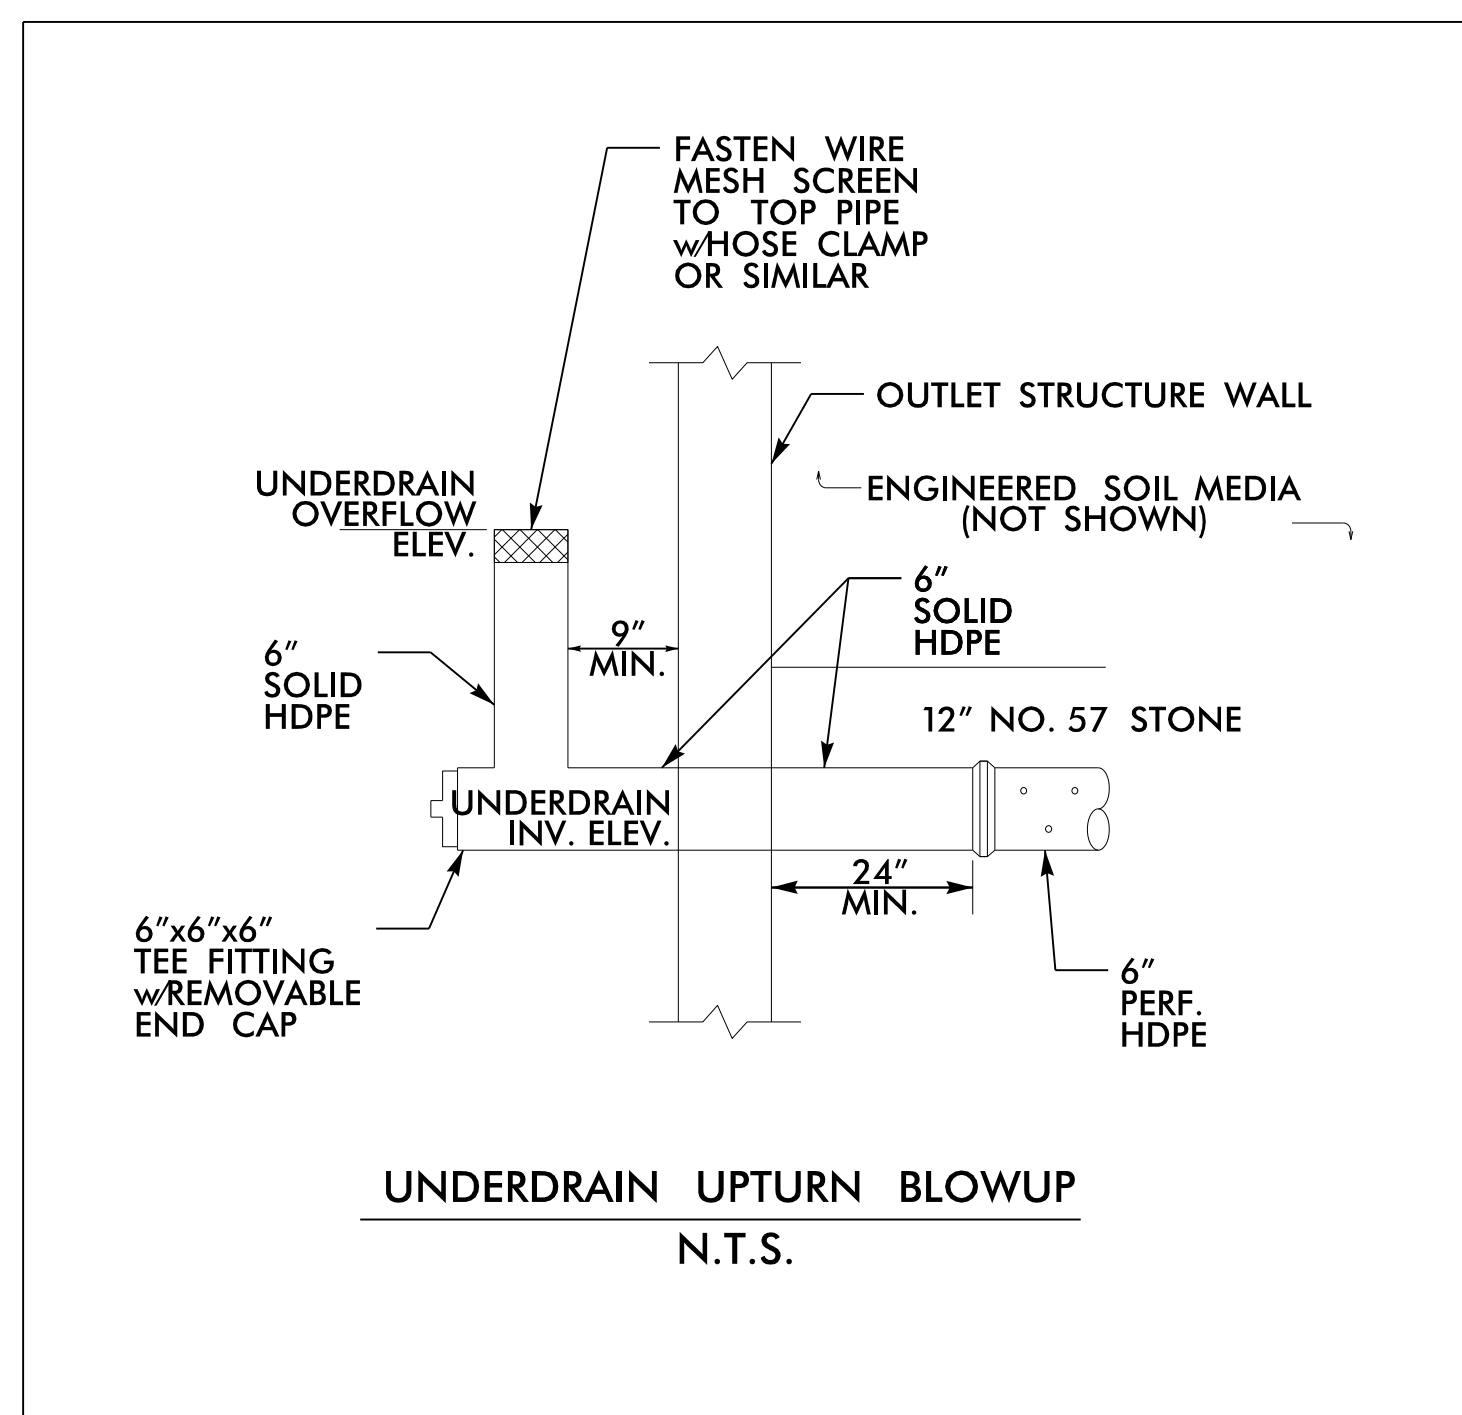 FASTEN WIRE
MESH SCREEN
TO TOP PIPE
w/HOSE CLAMP
OR SIMILAR
OUTLET STRUCTURE WALL
UNDERDRAIN
OVERFLOW
ELEV.
ENGINEERED SOIL MEDIA
(NOT SHOWN)
6"
SOLID
HDPE
9"
MIN.
6"
SOLID
HDPE
12" NO. 57 STONE
UNDERDRAIN
INV. ELEV.
24"
MIN.
6"x6"x6"
TEE FITTING
w/REMOVABLE
END CAP
6"
PERF.
HDPE
UNDERDRAIN UPTURN BLOWUP
N.T.S.